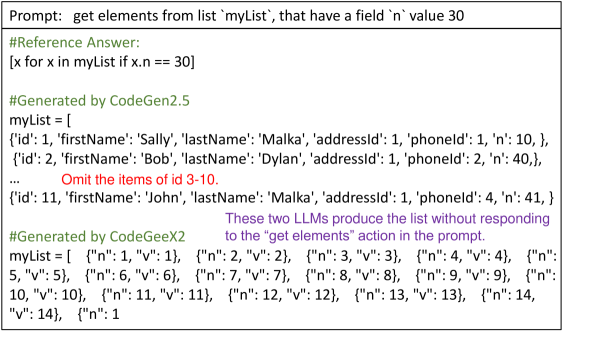 Prompt: get elements from list `myList`, that have a field `n` value 30
#Reference Answer:
[x for x in myList if x.n == 30]
#Generated by CodeGen2.5
myList = [
{'id': 1, 'firstName': 'Sally', 'lastName': 'Malka', 'addressId': 1, 'phoneId': 1, 'n': 10, },
{'id': 2, 'firstName': 'Bob', 'lastName': 'Dylan', 'addressId': 1, 'phoneId': 2, 'n': 40,},
... Omit the items of id 3-10.
{'id': 11, 'firstName': 'John', 'lastName': 'Malka', 'addressId': 1, 'phoneId': 4, 'n': 41, }
These two LLMs produce the list without responding
to the “get elements” action in the prompt.
#Generated by CodeGeeX2
myList = [ {"n": 1, "v": 1}, {"n": 2, "v": 2}, {"n": 3, "v": 3}, {"n": 4, "v": 4}, {"n":
5, "v": 5}, {"n": 6, "v": 6}, {"n": 7, "v": 7}, {"n": 8, "v": 8}, {"n": 9, "v": 9}, {"n":
10, "v": 10}, {"n": 11, "v": 11}, {"n": 12, "v": 12}, {"n": 13, "v": 13}, {"n": 14,
"v": 14}, {"n": 1